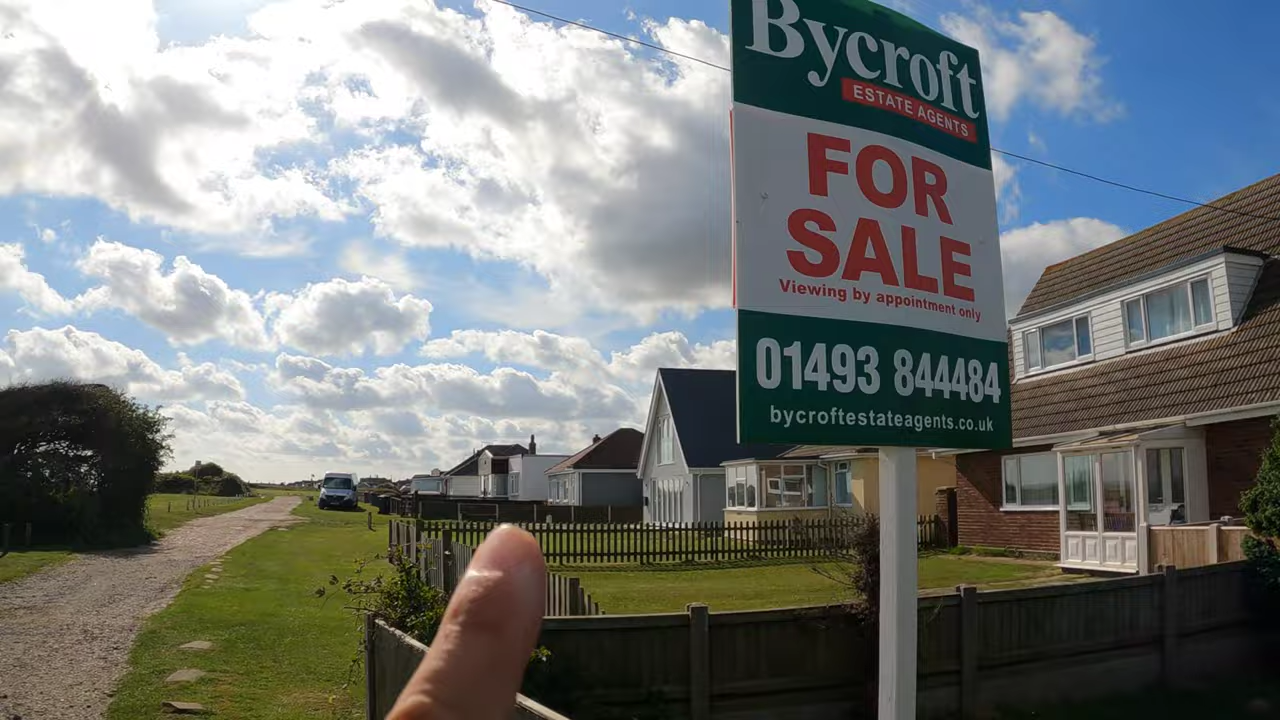 Bycroft
ESTATE AGENTS
FOR
SALE
Viewing by appointment only
01493 844484
bycroftestateagents.co.uk